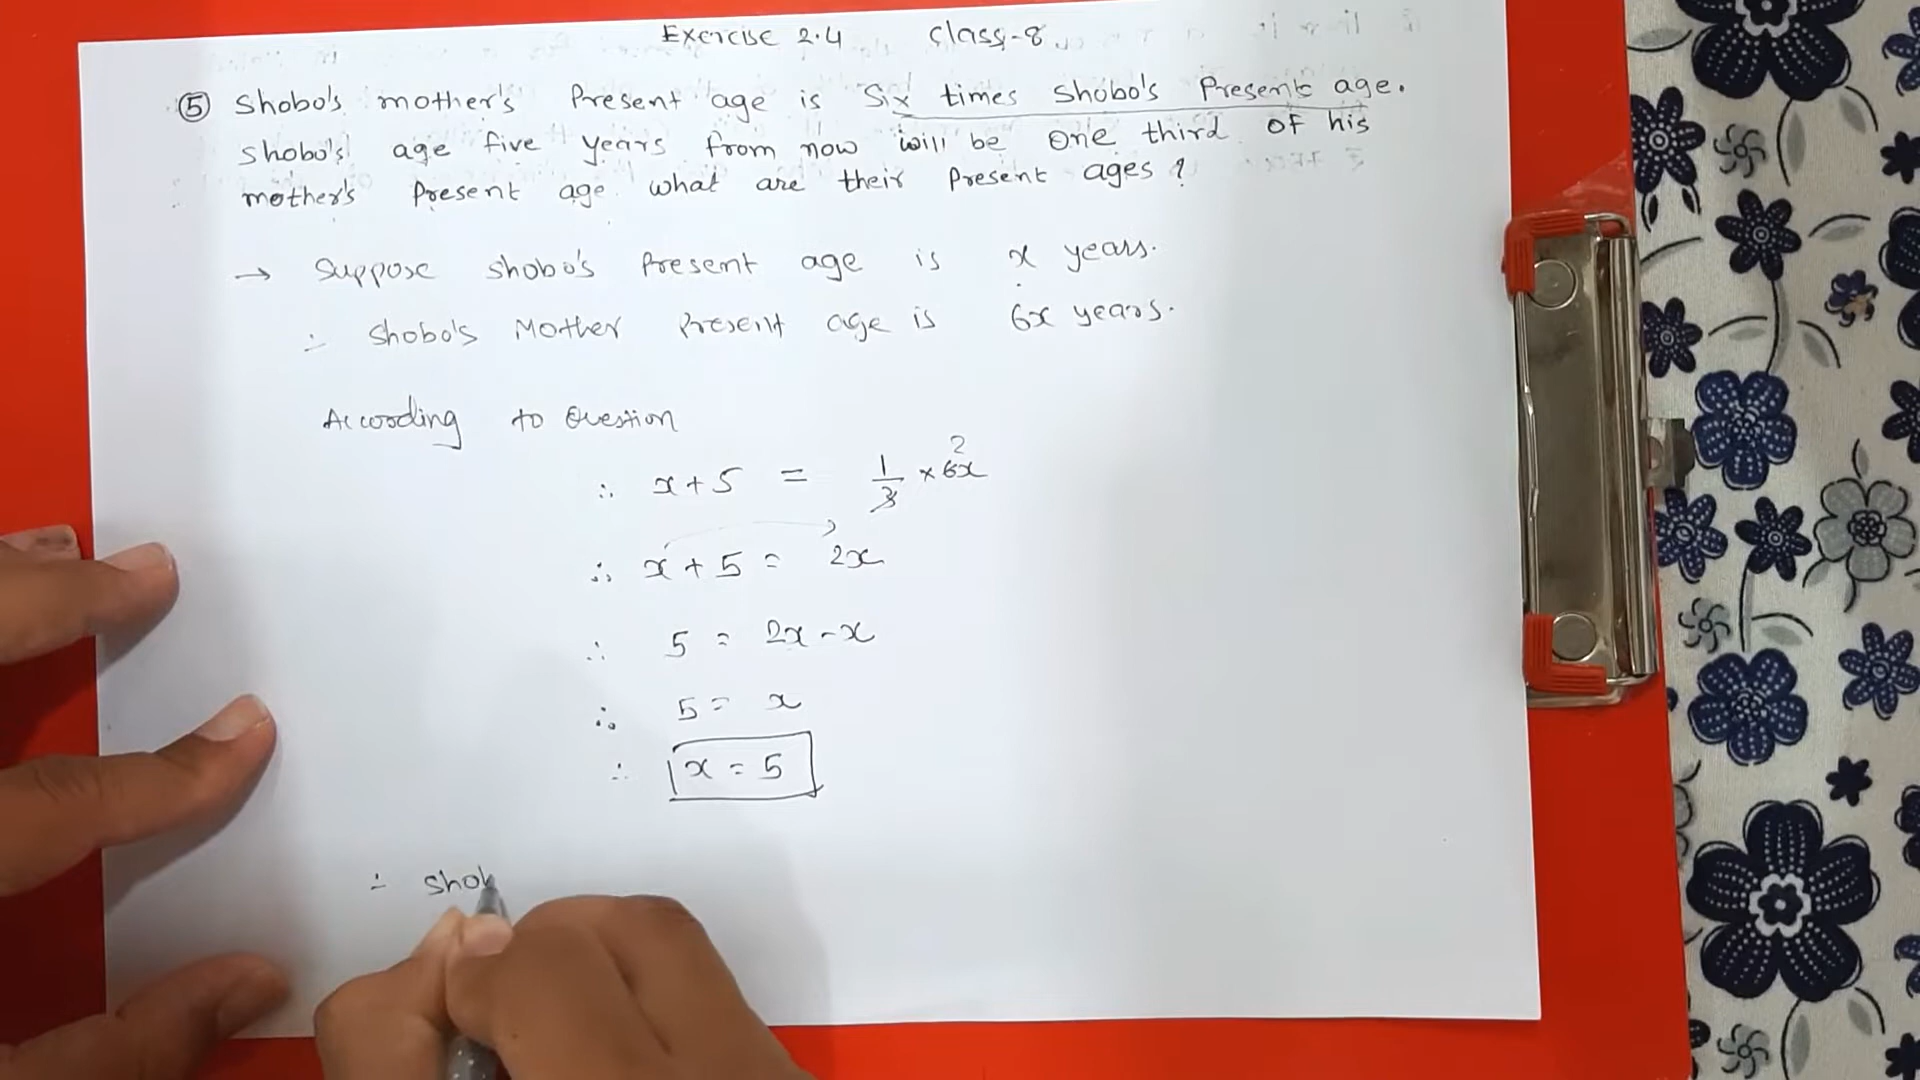 Exercise 2.4 Class-8
⑤ Shobo's mother's Present age is Six times Shobo's Present age.
Shobo's age five years from now will be One third OF his
mother's Present age. what are their Present ages ?
→ Suppose Shobo's Present age is x years.
∴ Shobo's Mother Present age is 6x years.
According to Question
∴ x+5 = 1/3 × 6x 2
∴ x+5 = 2x
∴ 5 = 2x-x
∴ 5 = x
∴ x = 5
∴ Shob